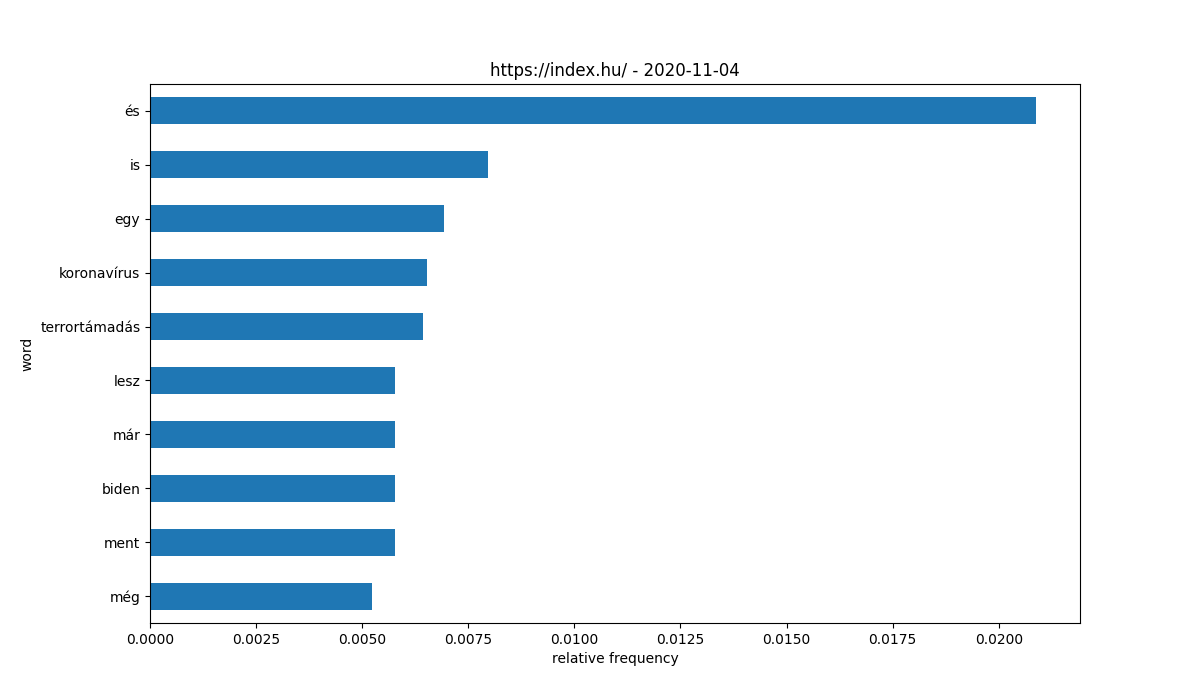 https://index.hu/ - 2020-11-04
és
is
egy
koronavírus
terrortámadás
lesz
már
biden
ment
még
word
0.0000 0.0025 0.0050 0.0075 0.0100 0.0125 0.0150 0.0175 0.0200
relative frequency